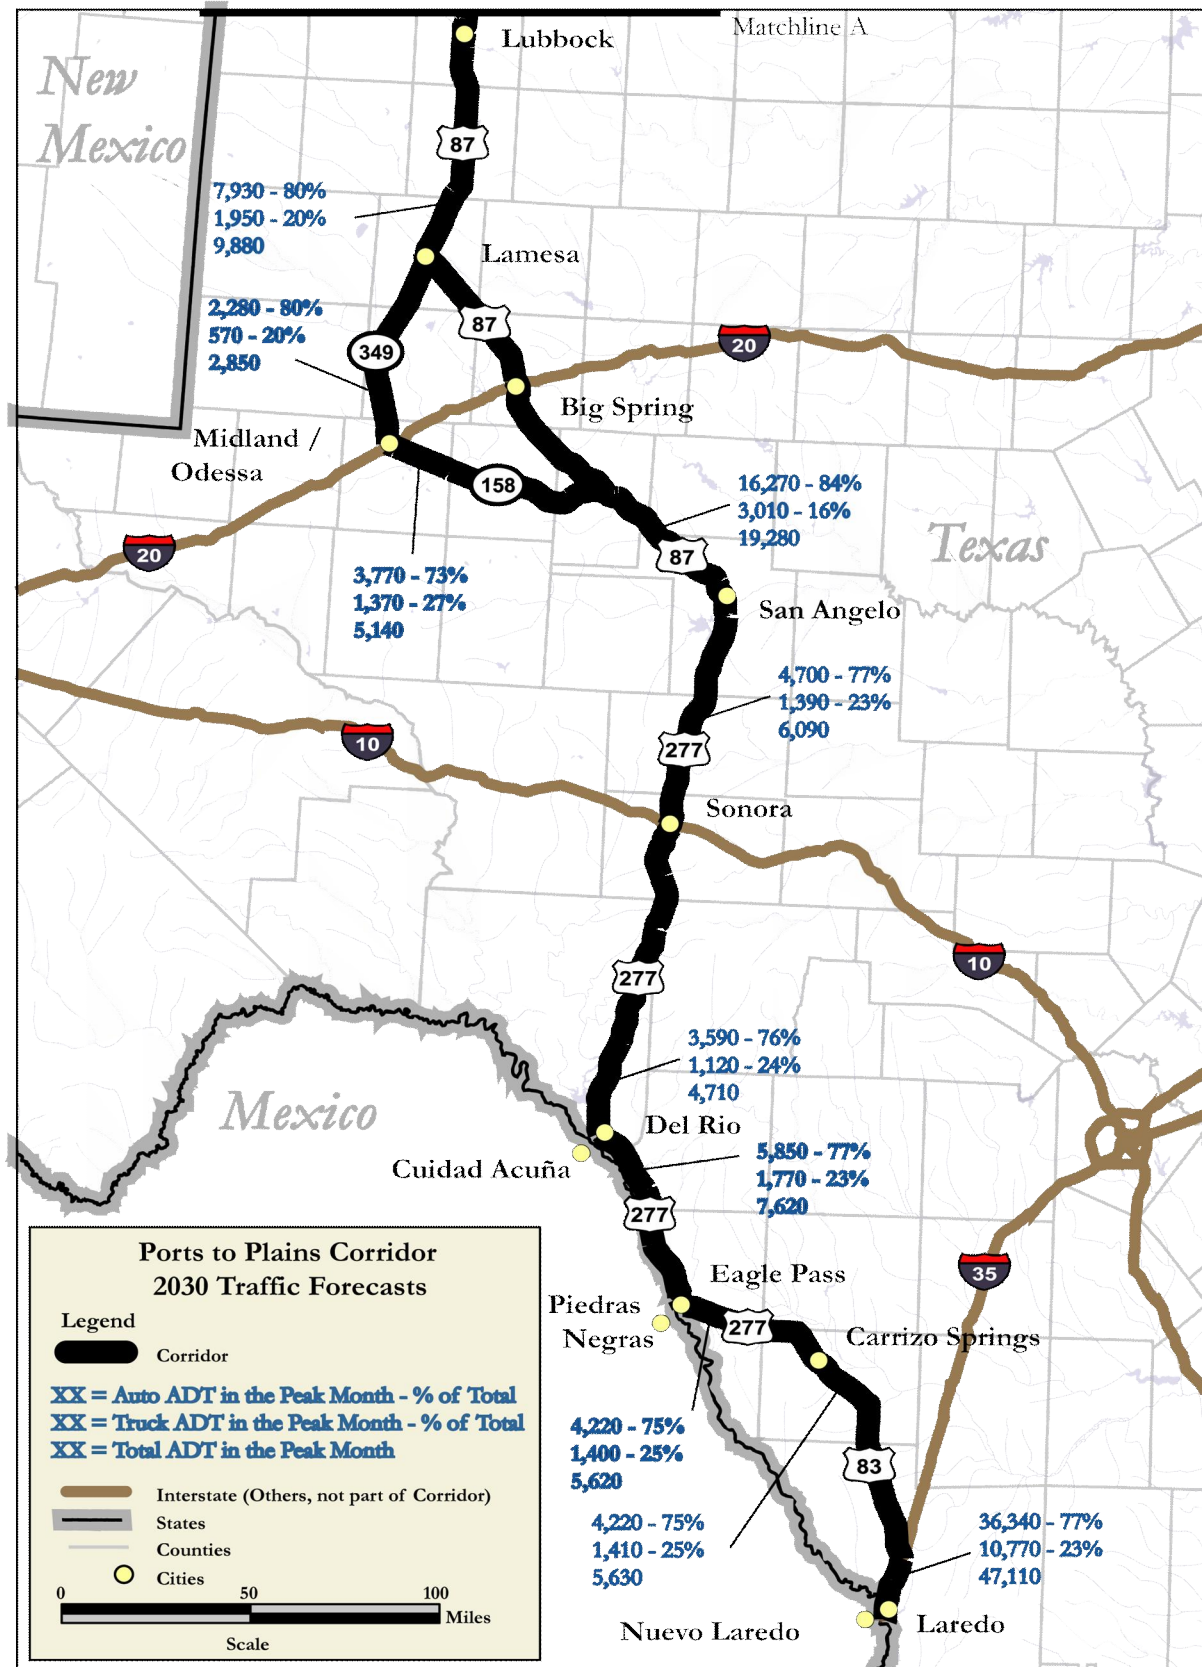 Matchline A
Lubbock
New
Mexico
87
7,930 - 80%
1,950 - 20%
9,880
Lamesa
2,280 - 80%
570 - 20%
2,850
87
349
20
Big Spring
Midland /
Odessa
158
16,270 - 84%
3,010 - 16%
19,280
Texas
20
87
3,770 - 73%
1,370 - 27%
5,140
San Angelo
4,700 - 77%
1,390 - 23%
6,090
10
277
Sonora
10
277
3,590 - 76%
1,120 - 24%
4,710
Mexico
Del Rio
Cuidad Acuña
5,850 - 77%
1,770 - 23%
7,620
277
Eagle Pass
35
Piedras
Negras
277
Carrizo Springs
4,220 - 75%
1,400 - 25%
5,620
83
4,220 - 75%
1,410 - 25%
5,630
36,340 - 77%
10,770 - 23%
47,110
Nuevo Laredo
Laredo
Ports to Plains Corridor
2030 Traffic Forecasts
Legend
Corridor
XX = Auto ADT in the Peak Month - % of Total
XX = Truck ADT in the Peak Month - % of Total
XX = Total ADT in the Peak Month
Interstate (Others, not part of Corridor)
States
Counties
Cities
0 50 100
Miles
Scale